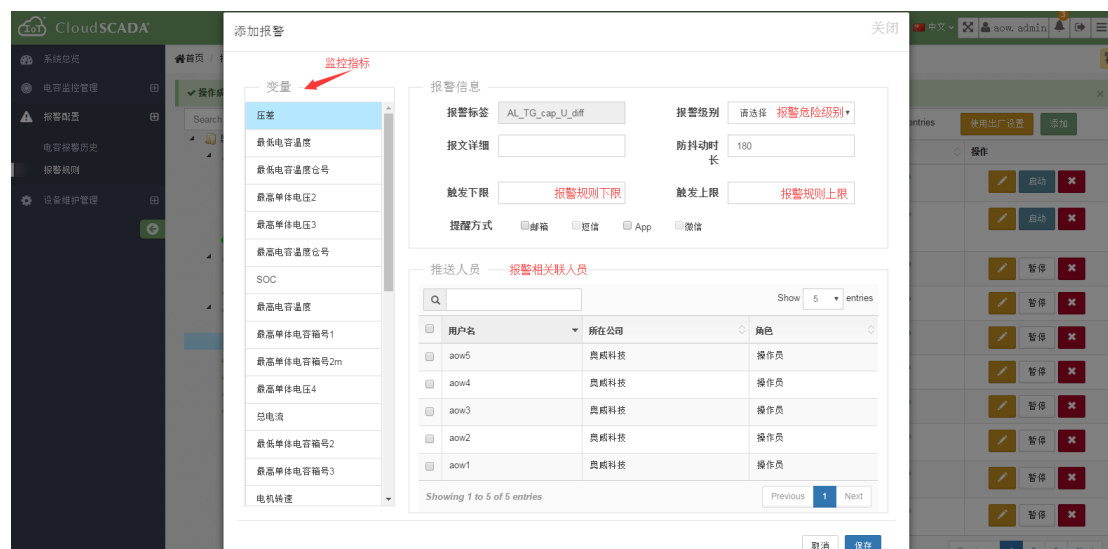 IoT CloudSCADA
中文
aow, admin
3
系统总览
电容监控管理
报警配置
电容报警历史
报警规则
设备维护管理
首页 /
操作成
Search
entries
使用出厂设置
添加
操作
启动
启动
暂停
暂停
暂停
暂停
暂停
暂停
暂停
暂停
添加报警
关闭
监控指标
变量
压差
最低电容温度
最低电容温度仓号
最高单体电压2
最高单体电压3
最高电容温度仓号
SOC
最高电容温度
最高单体电容箱号1
最高单体电容箱号2m
最高单体电压4
总电流
最低单体电容箱号2
最高单体电容箱号3
电机转速
报警信息
报警标签 AL_TG_cap_U_diff 报警级别 请选择 报警危险级别
报文详细 防抖动时长 180
触发下限 报警规则下限 触发上限 报警规则上限
提醒方式 邮箱 短信 App 微信
推送人员 报警相关联人员
Show 5 entries
用户名 所在公司 角色
aow5 奥威科技 操作员
aow4 奥威科技 操作员
aow3 奥威科技 操作员
aow2 奥威科技 操作员
aow1 奥威科技 操作员
Showing 1 to 5 of 5 entries
Previous 1 Next
取消 保存